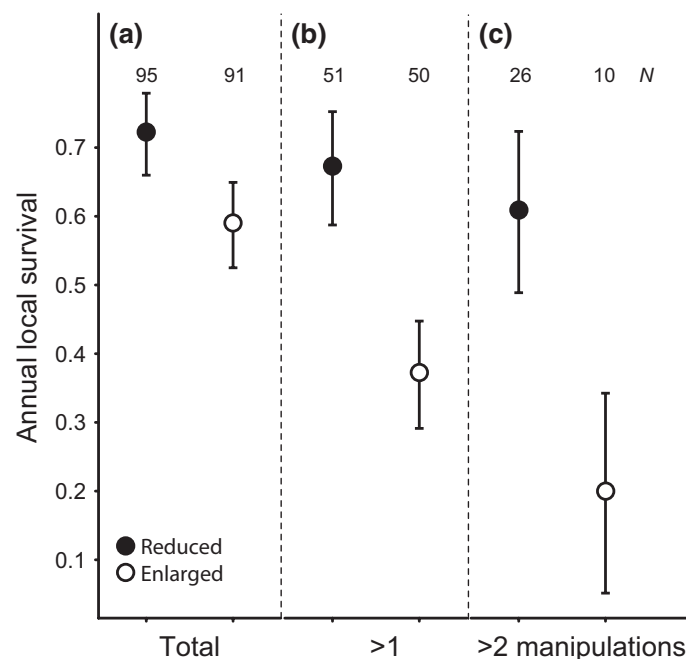 (a) (b) (c)
95 91 51 50 26 10 N
0.7
0.6
0.5
0.4
0.3
0.2
0.1
Annual local survival
Reduced
Enlarged
Total >1 >2 manipulations